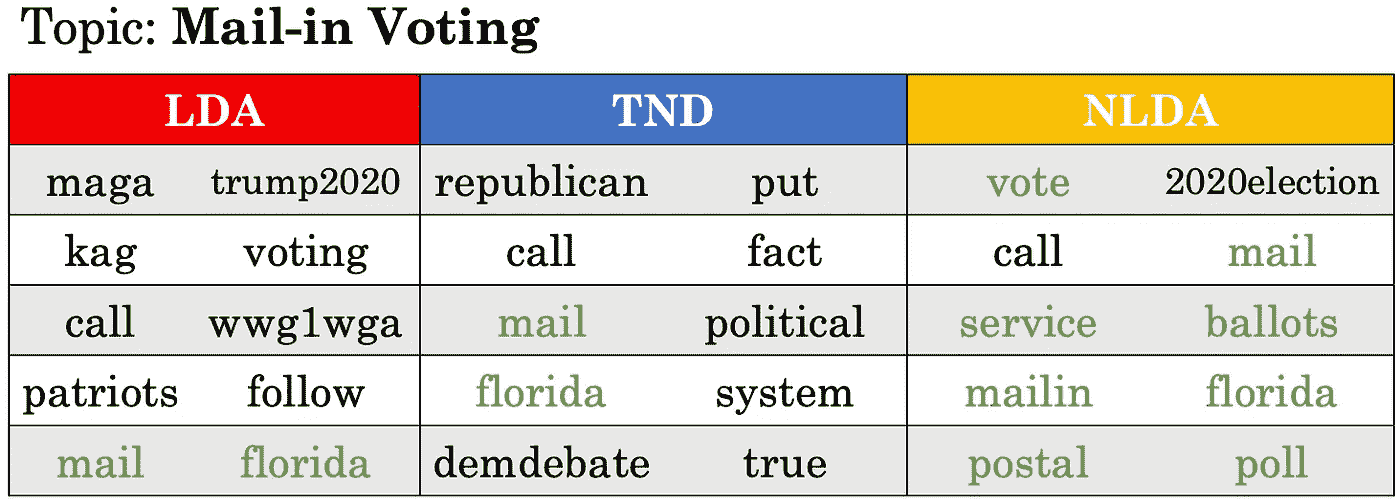 Topic: Mail-in Voting
LDA TND NLDA
maga trump2020 republican put vote 2020election
kag voting call fact call mail
call wwg1wga mail political service ballots
patriots follow florida system mailin florida
mail florida demdebate true postal poll